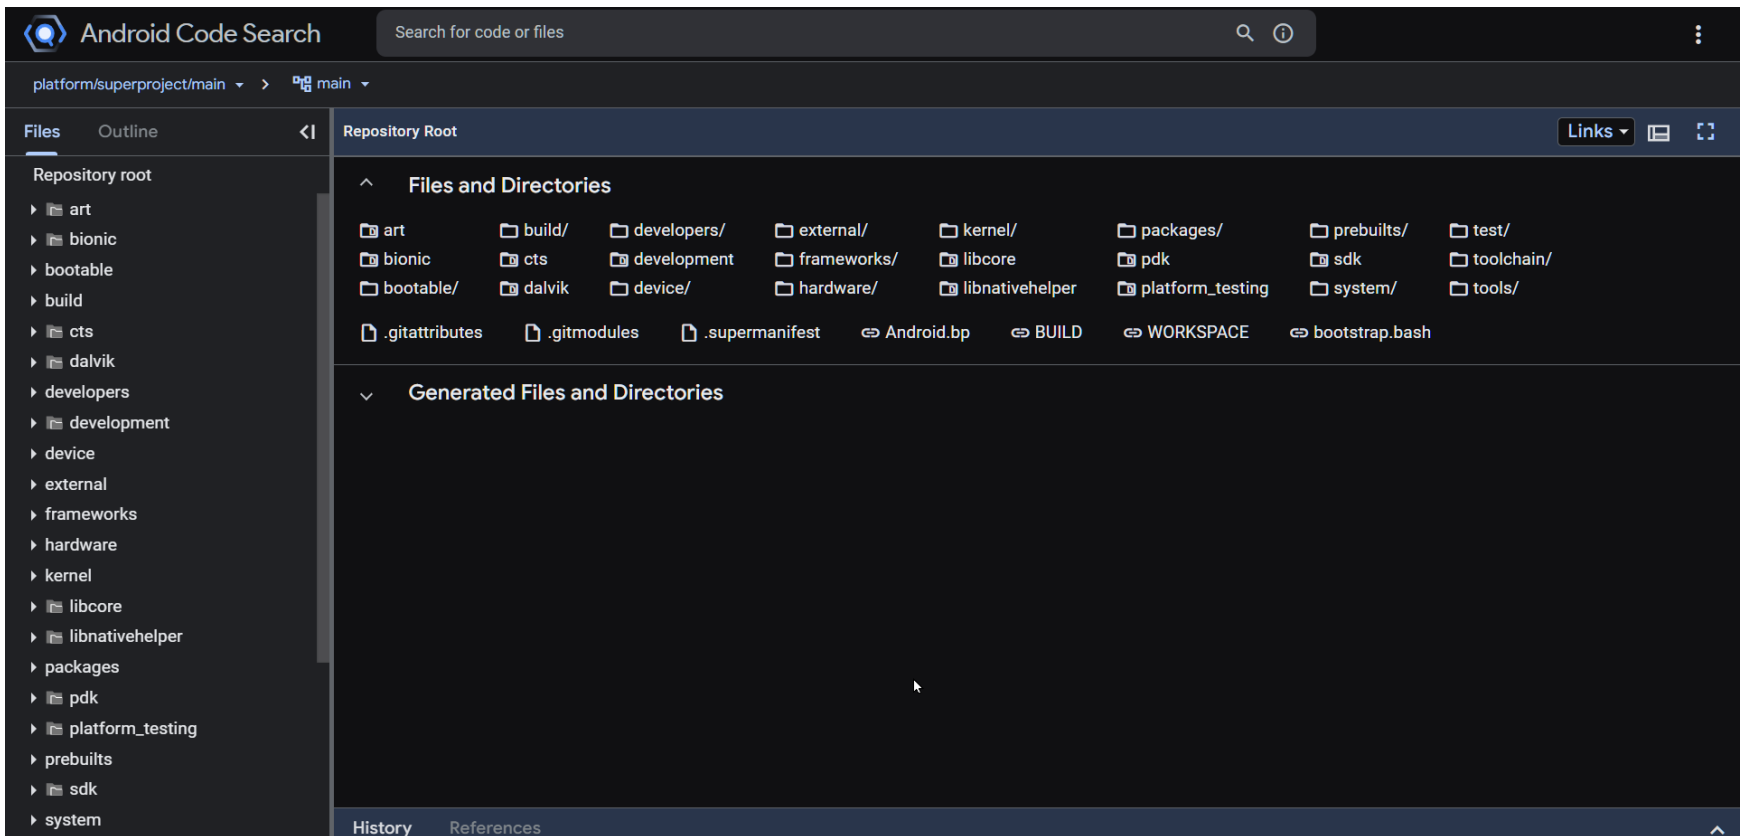 Android Code Search
Search for code or files
platform/superproject/main
main
Files Outline
Repository root
art
bionic
bootable
build
cts
dalvik
developers
development
device
external
frameworks
hardware
kernel
libcore
libnativehelper
packages
pdk
platform_testing
prebuilts
sdk
system
Repository Root
Links
Files and Directories
art build/ developers/ external/ kernel/ packages/ prebuilts/ test/
bionic cts development frameworks/ libcore pdk sdk toolchain/
bootable/ dalvik device/ hardware/ libnativehelper platform_testing system/ tools/
.gitattributes .gitmodules .supermanifest Android.bp BUILD WORKSPACE bootstrap.bash
Generated Files and Directories
History References